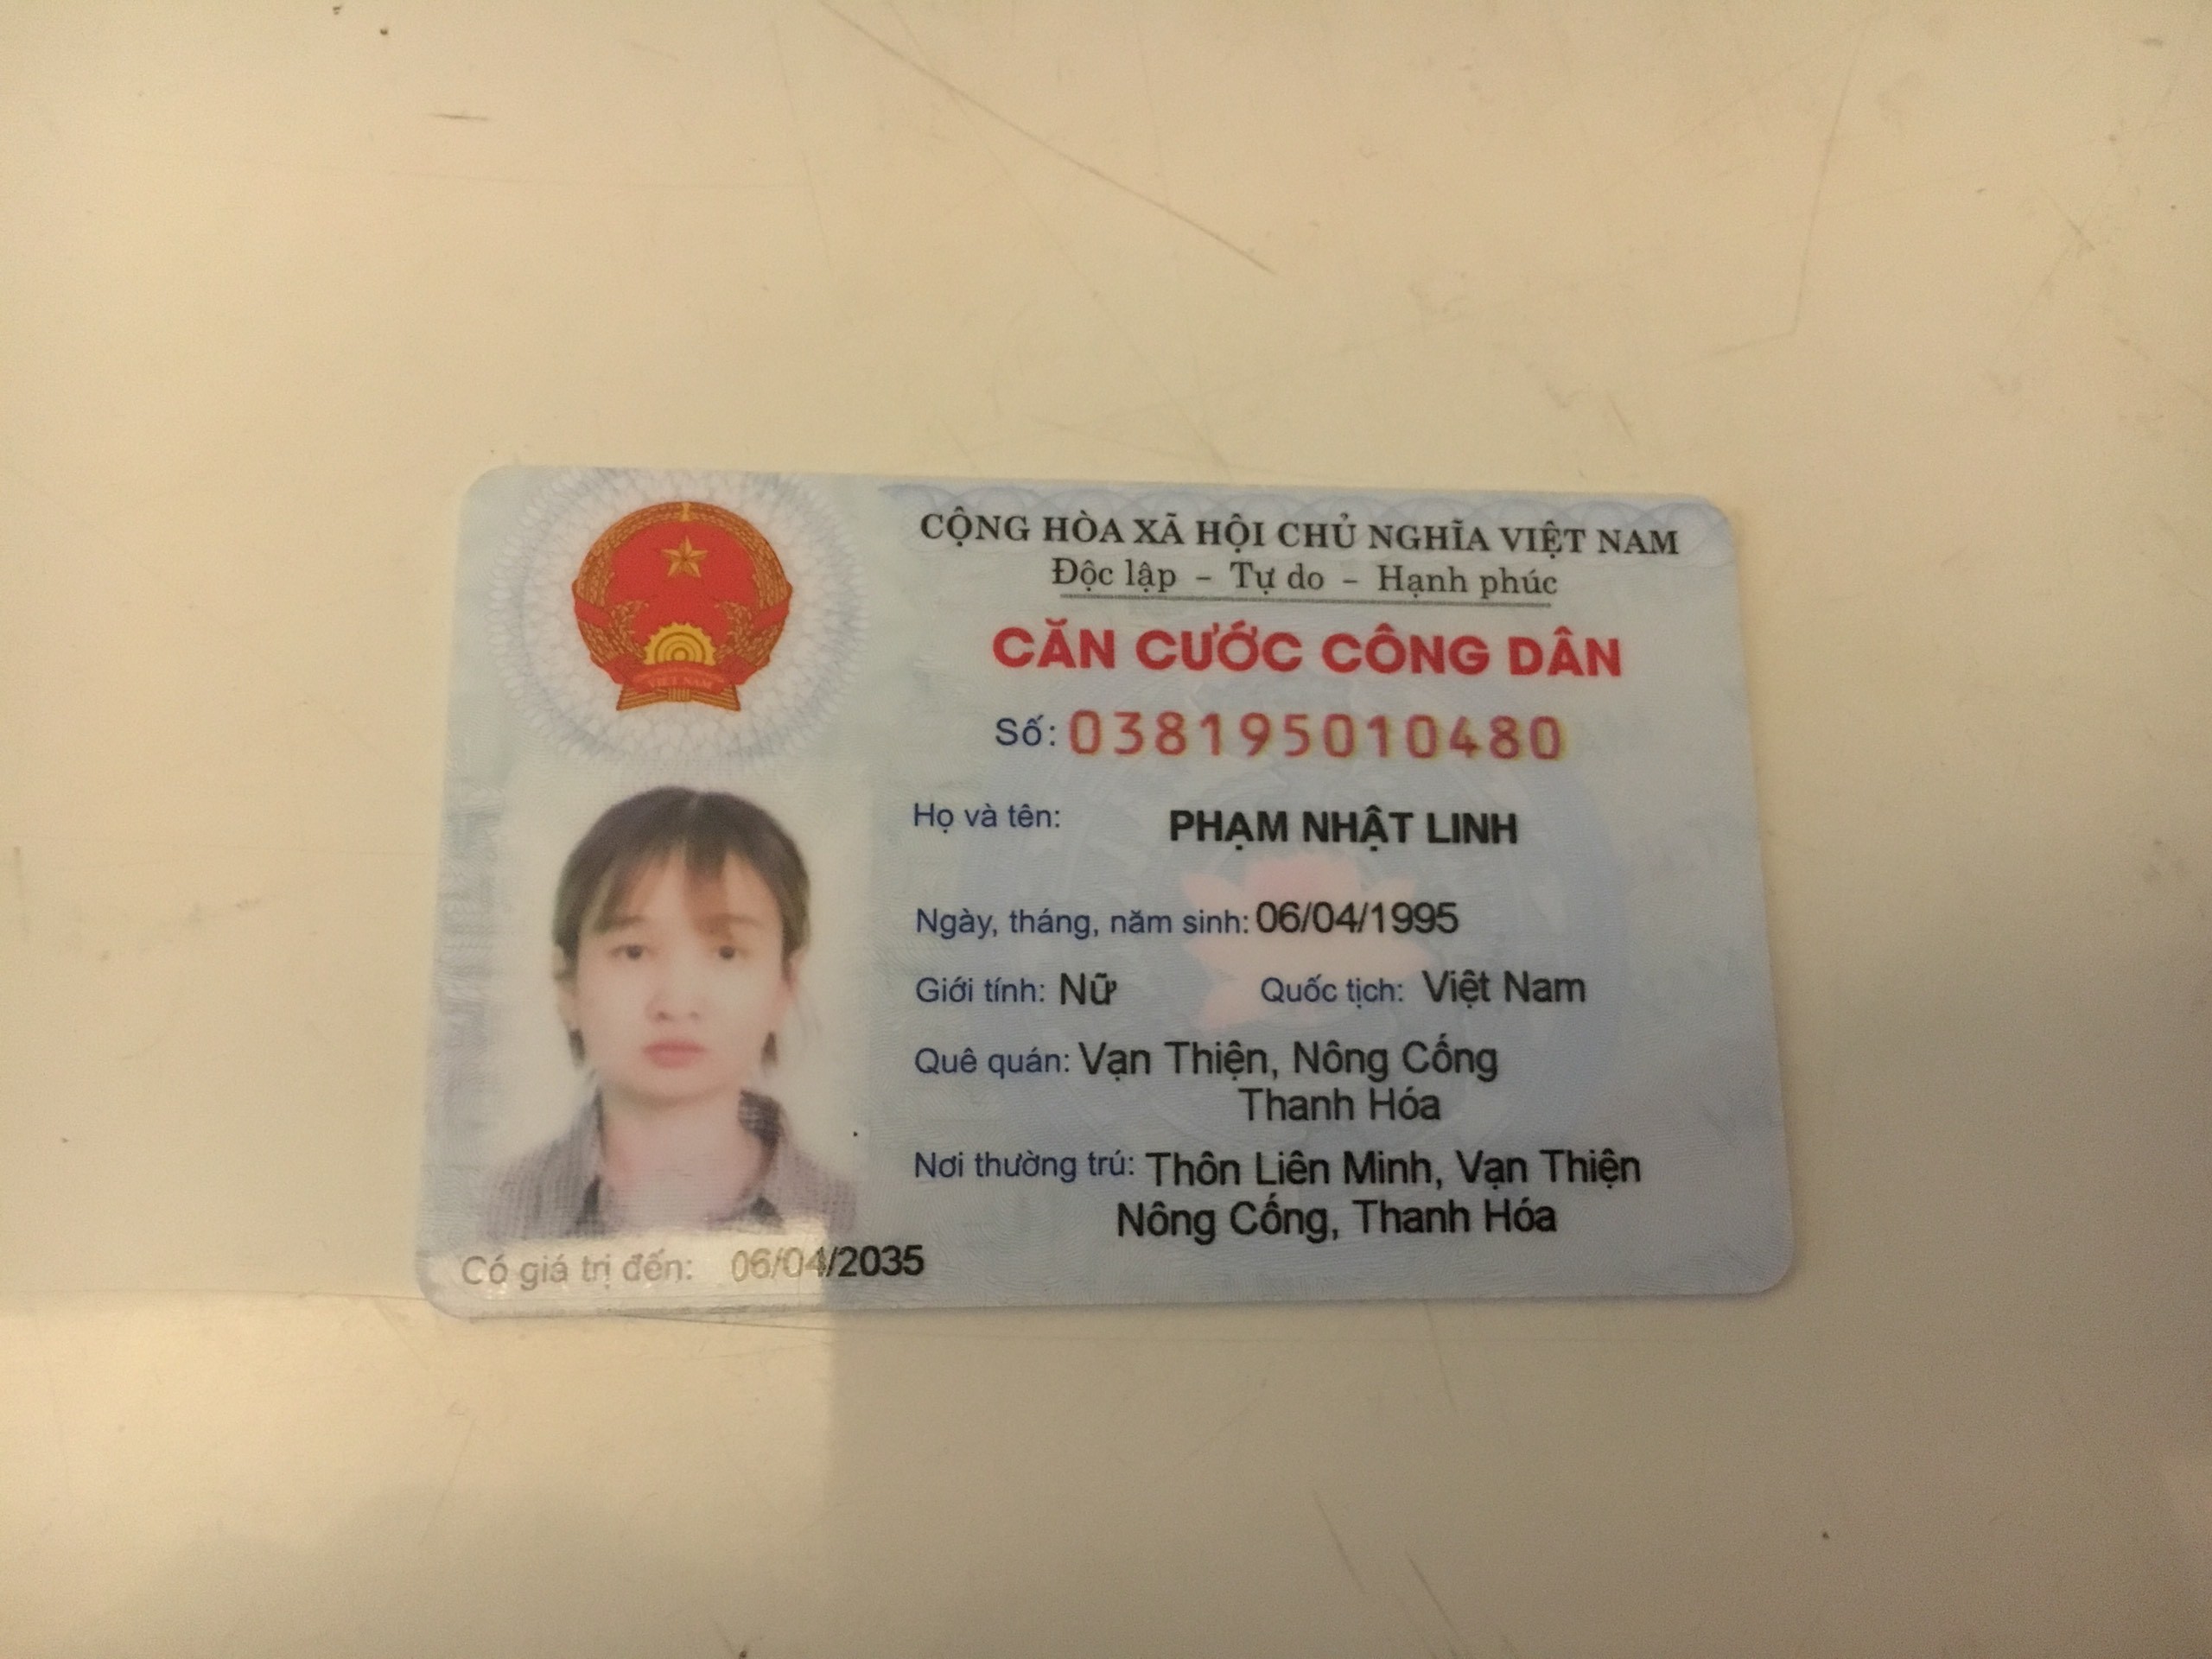 CỘNG HÒA XÃ HỘI CHỦ NGHĨA VIỆT NAM
Độc lập - Tự do - Hạnh phúc
CĂN CƯỚC CÔNG DÂN
Số: 038195010480
Họ và tên: PHẠM NHẬT LINH
Ngày, tháng, năm sinh: 06/04/1995
Giới tính: Nữ Quốc tịch: Việt Nam
Quê quán: Vạn Thiện, Nông Cống
Thanh Hóa
Nơi thường trú: Thôn Liên Minh, Vạn Thiện
Nông Cống, Thanh Hóa
Có giá trị đến: 06/04/2035
VIỆT NAM